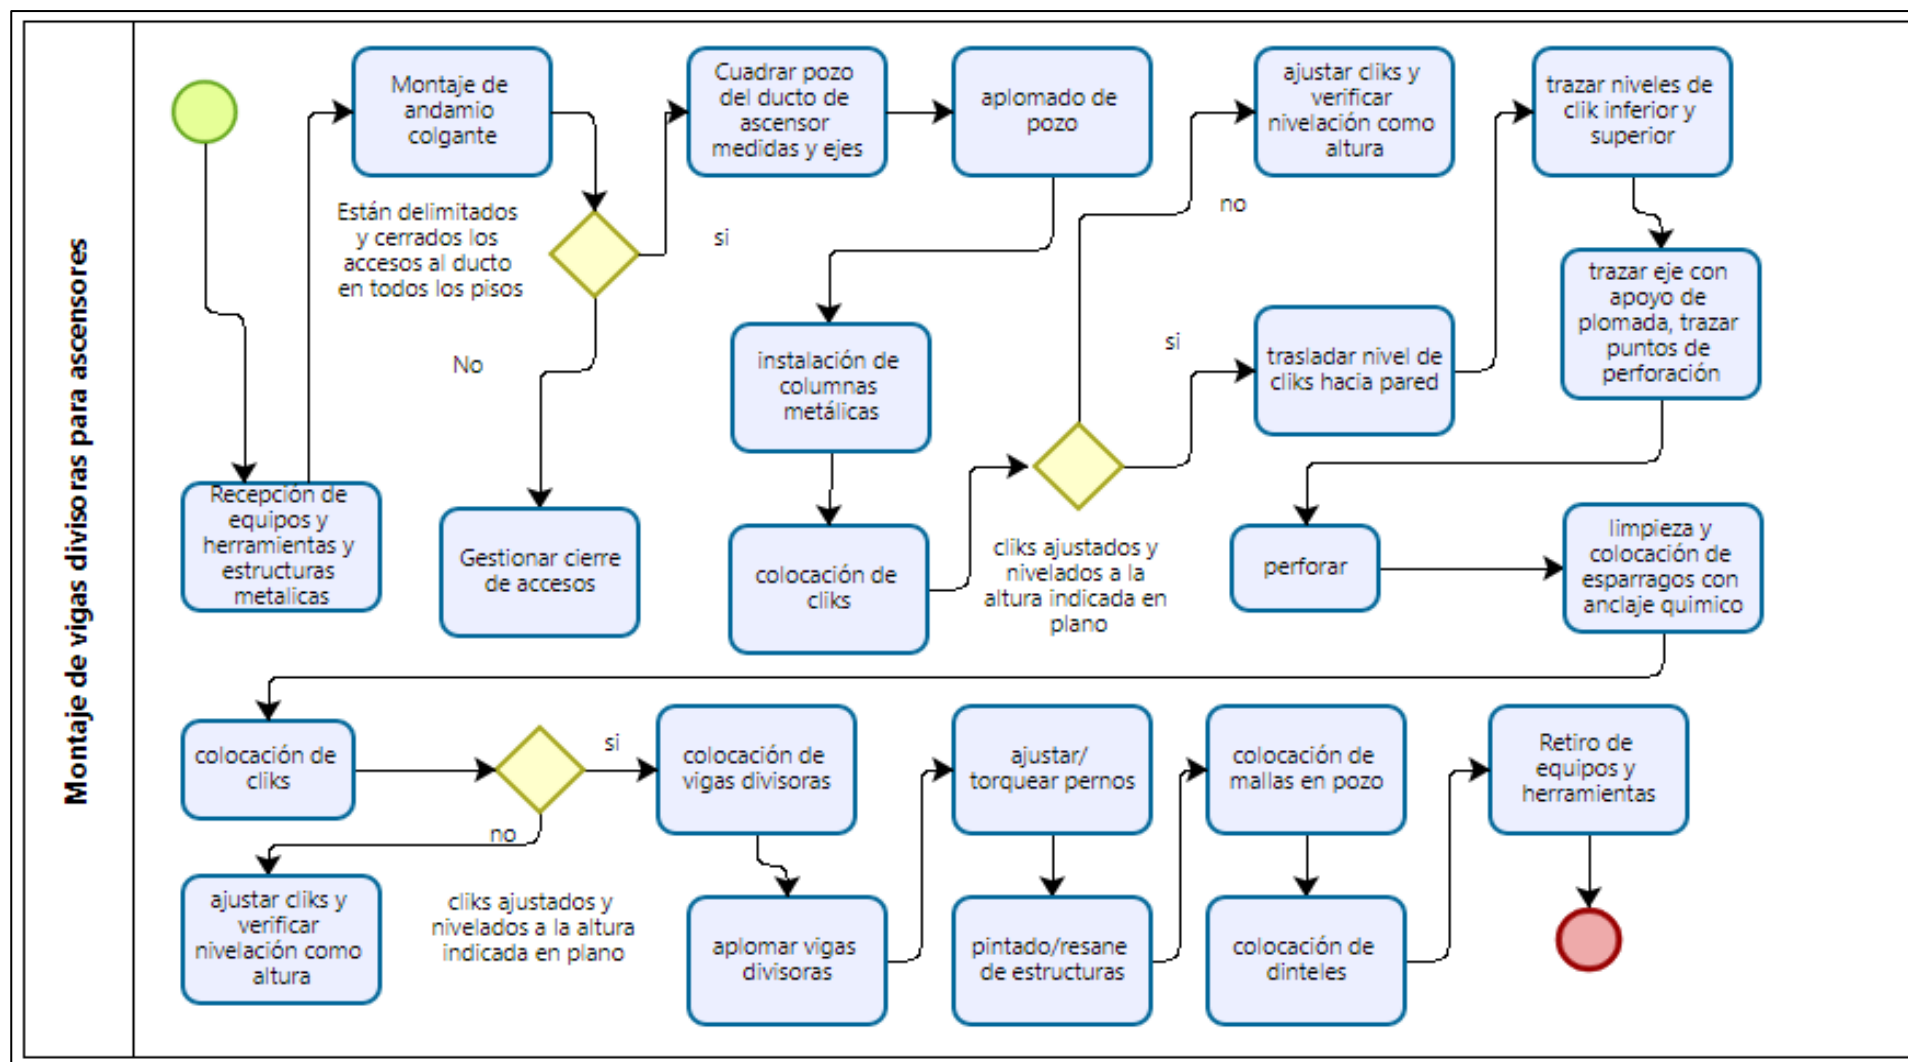 Montaje de vigas divisoras para ascensores
Montaje de
andamio
colgante
Cuadrar pozo
del ducto de
ascensor
medidas y ejes
aplomado de
pozo
ajustar cliks y
verificar
nivelación como
altura
trazar niveles de
clik inferior y
superior
Están delimitados
y cerrados los
accesos al ducto
en todos los pisos
si
no
trazar eje con
apoyo de
plomada, trazar
puntos de
perforación
No
instalación de
columnas
metálicas
si
trasladar nivel de
cliks hacia pared
Recepción de
equipos y
herramientas y
estructuras
metalicas
Gestionar cierre
de accesos
colocación de
cliks
cliks ajustados y
nivelados a la
altura indicada en
plano
perforar
limpieza y
colocación de
esparragos con
anclaje quimico
colocación de
cliks
si
no
colocación de
vigas divisoras
ajustar/
torquear pernos
colocación de
mallas en pozo
Retiro de
equipos y
herramientas
ajustar cliks y
verificar
nivelación como
altura
cliks ajustados y
nivelados a la altura
indicada en plano
aplomar vigas
divisoras
pintado/resane
de estructuras
colocación de
dinteles